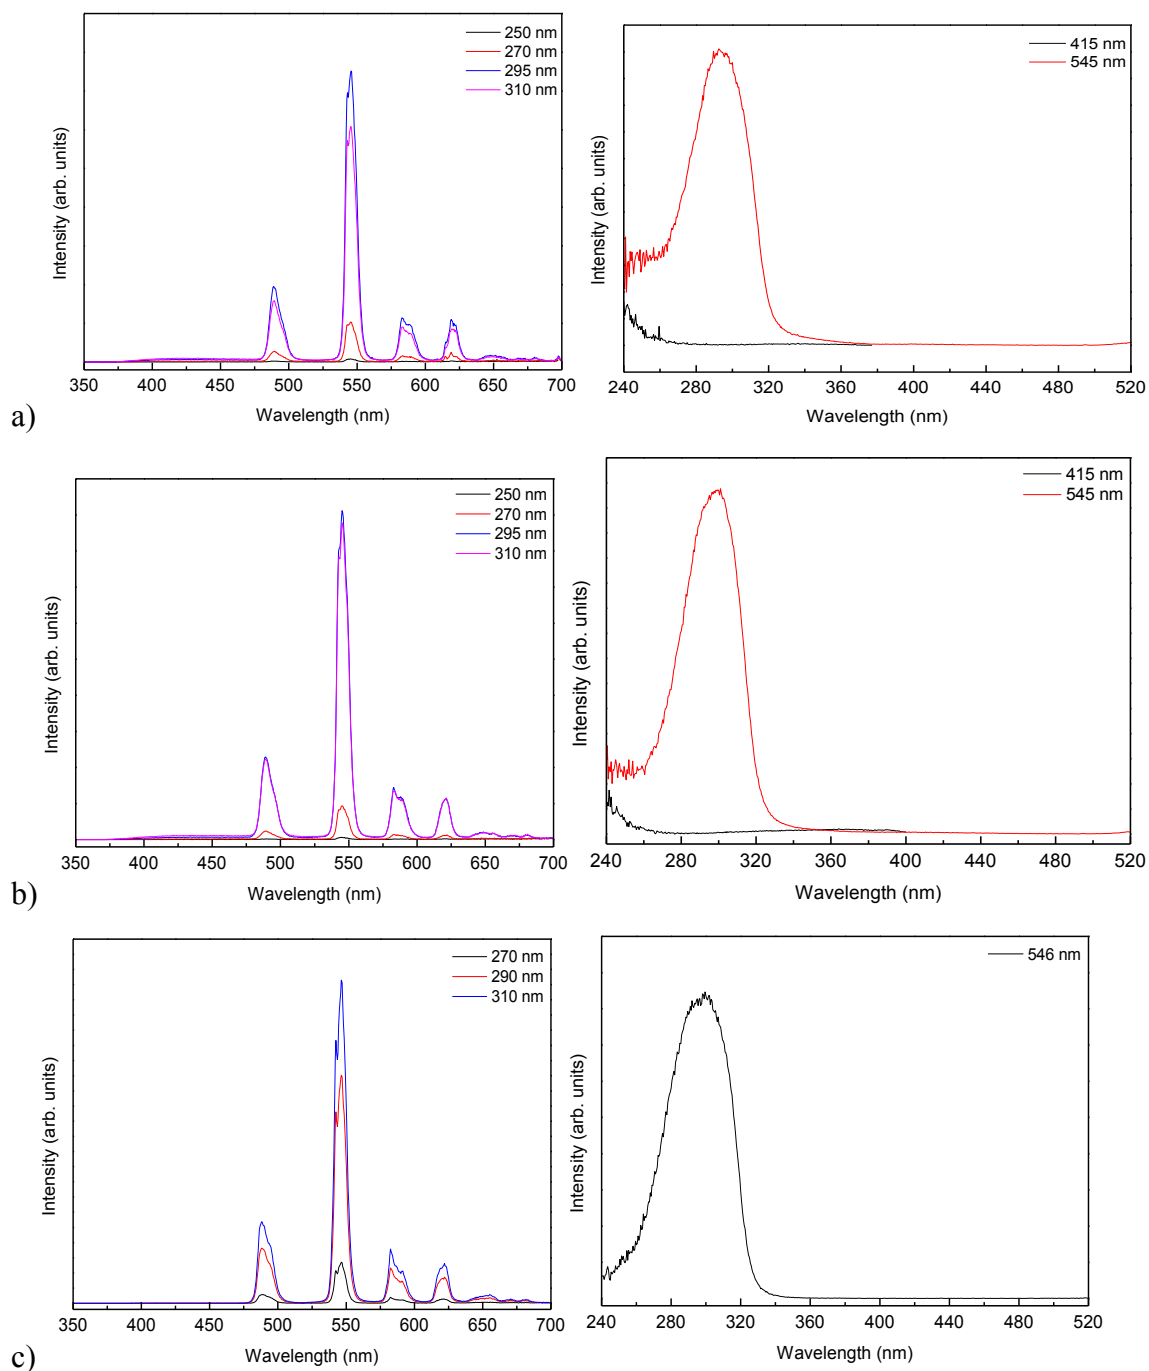 250 nm
270 nm
295 nm
310 nm
Intensity (arb. units)
350 400 450 500 550 600 650 700
Wavelength (nm)
415 nm
545 nm
Intensity (arb. units)
240 280 320 360 400 440 480 520
Wavelength (nm)
a)
250 nm
270 nm
295 nm
310 nm
Intensity (arb. units)
350 400 450 500 550 600 650 700
Wavelength (nm)
415 nm
545 nm
Intensity (arb. units)
240 280 320 360 400 440 480 520
Wavelength (nm)
b)
270 nm
290 nm
310 nm
Intensity (arb. units)
350 400 450 500 550 600 650 700
Wavelength (nm)
546 nm
Intensity (arb. units)
240 280 320 360 400 440 480 520
Wavelength (nm)
c)